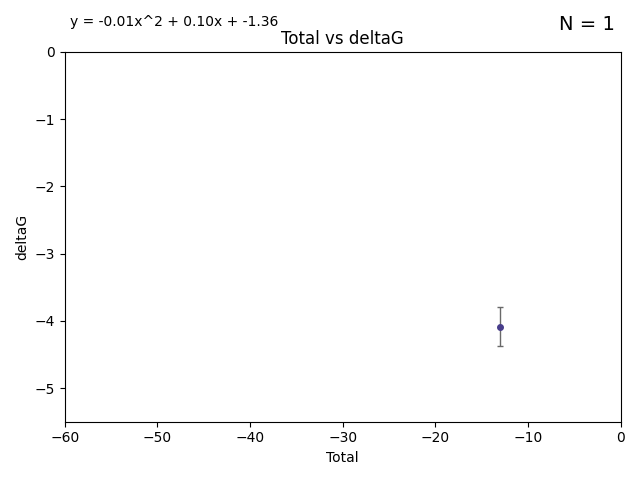 y = -0.01x^2 + 0.10x + -1.36
N = 1
Total vs deltaG
0
−1
−2
−3
−4
−5
deltaG
−60 −50 −40 −30 −20 −10 0
Total